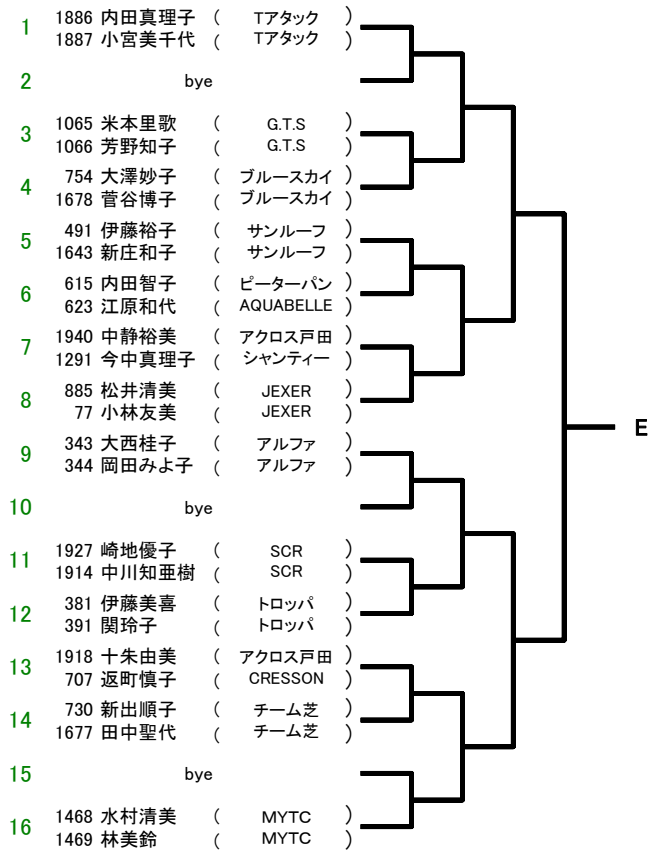 1 1886 内田真理子 ( Tアタック )
1887 小宮美千代 ( Tアタック )
2 bye
3 1065 米本里歌 ( G.T.S )
1066 芳野知子 ( G.T.S )
4 754 大澤妙子 ( ブルースカイ )
1678 菅谷博子 ( ブルースカイ )
5 491 伊藤裕子 ( サンルーフ )
1643 新庄和子 ( サンルーフ )
6 615 内田智子 ( ピーターパン )
623 江原和代 ( AQUABELLE )
7 1940 中静裕美 ( アクロス戸田 )
1291 今中真理子 ( シャンティー )
8 885 松井清美 ( JEXER )
77 小林友美 ( JEXER )
E
9 343 大西桂子 ( アルファ )
344 岡田みよ子 ( アルファ )
10 bye
11 1927 崎地優子 ( SCR )
1914 中川知亜樹 ( SCR )
12 381 伊藤美喜 ( トロッパ )
391 関玲子 ( トロッパ )
13 1918 十朱由美 ( アクロス戸田 )
707 返町慎子 ( CRESSON )
14 730 新出順子 ( チーム芝 )
1677 田中聖代 ( チーム芝 )
15 bye
16 1468 水村清美 ( MYTC )
1469 林美鈴 ( MYTC )